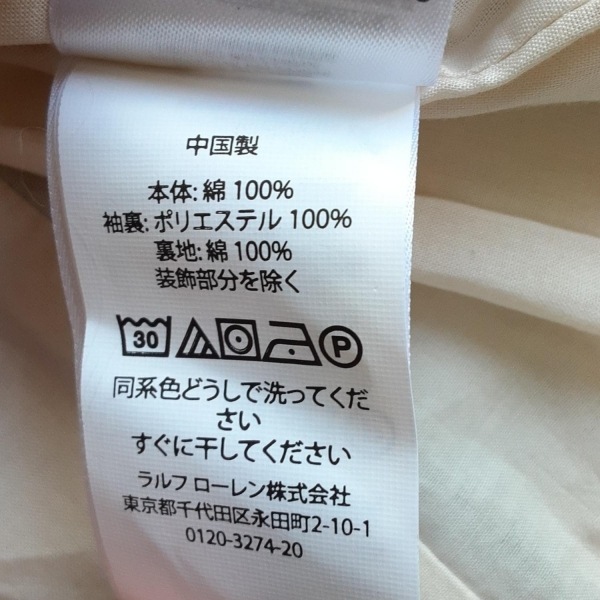 中国製
本体: 綿 100%
袖裏: ポリエステル 100%
裏地: 綿 100%
装飾部分を除く
30 P
同系色どうしで洗ってくだ
さい
すぐに干してください
ラルフ ローレン株式会社
東京都千代田区永田町2-10-1
0120-3274-20